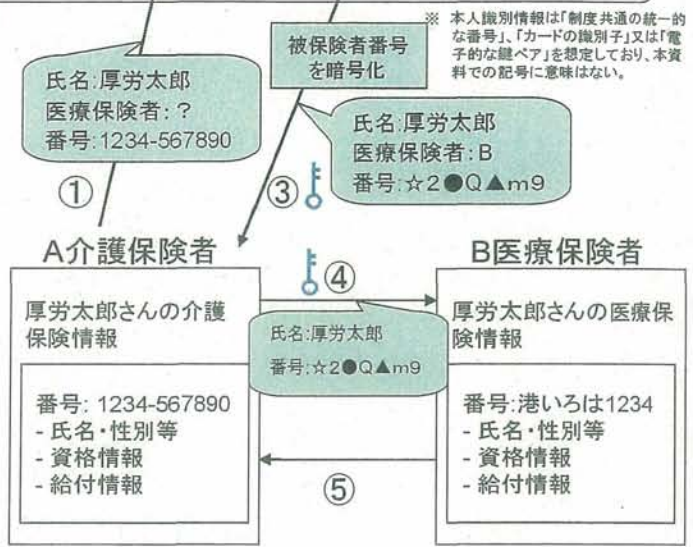 ※ 本人識別情報は「制度共通の統一的
な番号」、「カードの識別子」又は「電
子的な鍵ペア」を想定しており、本資
料での記号に意味はない。
被保険者番号
を暗号化
氏名:厚労太郎
医療保険者:?
番号:1234-567890
氏名:厚労太郎
医療保険者:B
番号:☆2●Q▲m9
①
③
A介護保険者
B医療保険者
④
厚労太郎さんの介護
保険情報
氏名:厚労太郎
番号:☆2●Q▲m9
厚労太郎さんの医療保
険情報
番号: 1234-567890
- 氏名・性別等
- 資格情報
- 給付情報
番号:港いろは1234
- 氏名・性別等
- 資格情報
- 給付情報
⑤